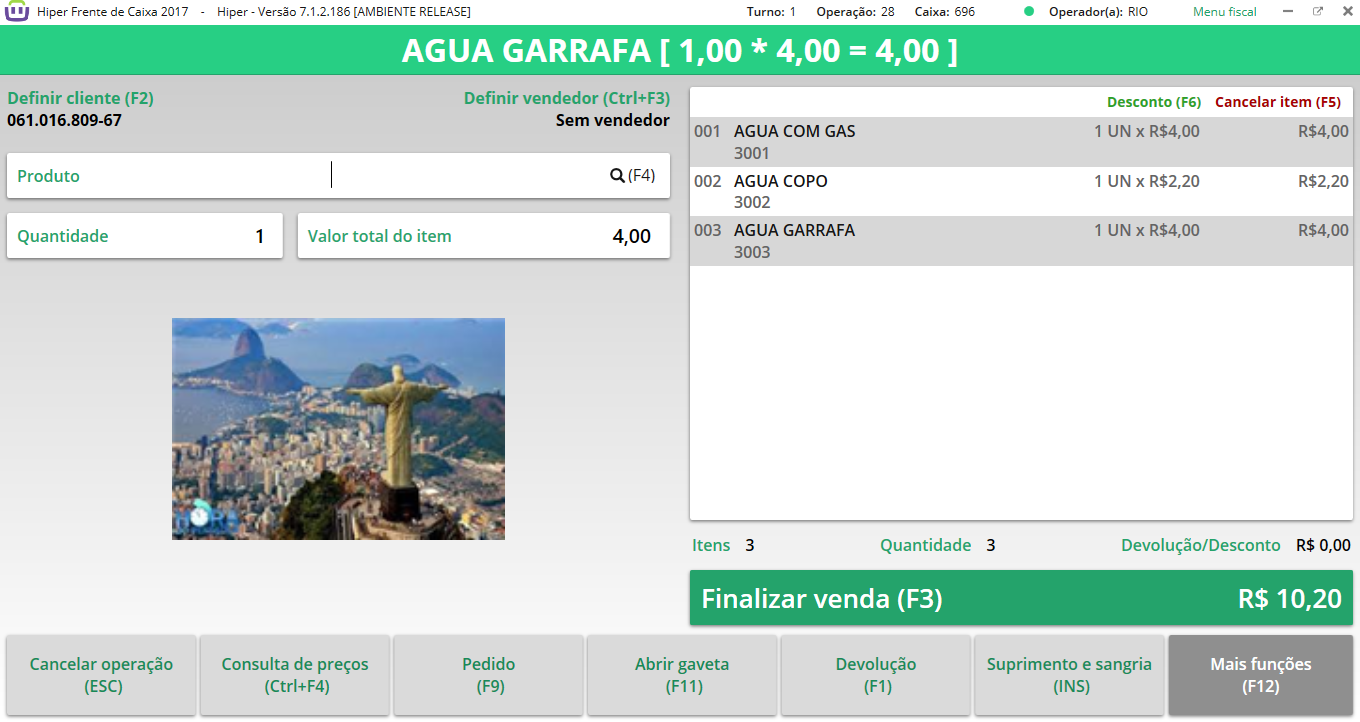 Hiper Frente de Caixa 2017 - Hiper - Versão 7.1.2.186 [AMBIENTE RELEASE] Turno: 1 Operação: 28 Caixa: 696 Operador(a): RIO Menu fiscal
AGUA GARRAFA [ 1,00 * 4,00 = 4,00 ]
Definir cliente (F2) Definir vendedor (Ctrl+F3)
061.016.809-67 Sem vendedor
Produto (F4)
Quantidade 1 Valor total do item 4,00
HORA
Desconto (F6) Cancelar item (F5)
001 AGUA COM GAS 1 UN x R$4,00 R$4,00
3001
002 AGUA COPO 1 UN x R$2,20 R$2,20
3002
003 AGUA GARRAFA 1 UN x R$4,00 R$4,00
3003
Itens 3 Quantidade 3 Devolução/Desconto R$ 0,00
Finalizar venda (F3) R$ 10,20
Cancelar operação Consulta de preços Pedido Abrir gaveta Devolução Suprimento e sangria Mais funções
(ESC) (Ctrl+F4) (F9) (F11) (F1) (INS) (F12)